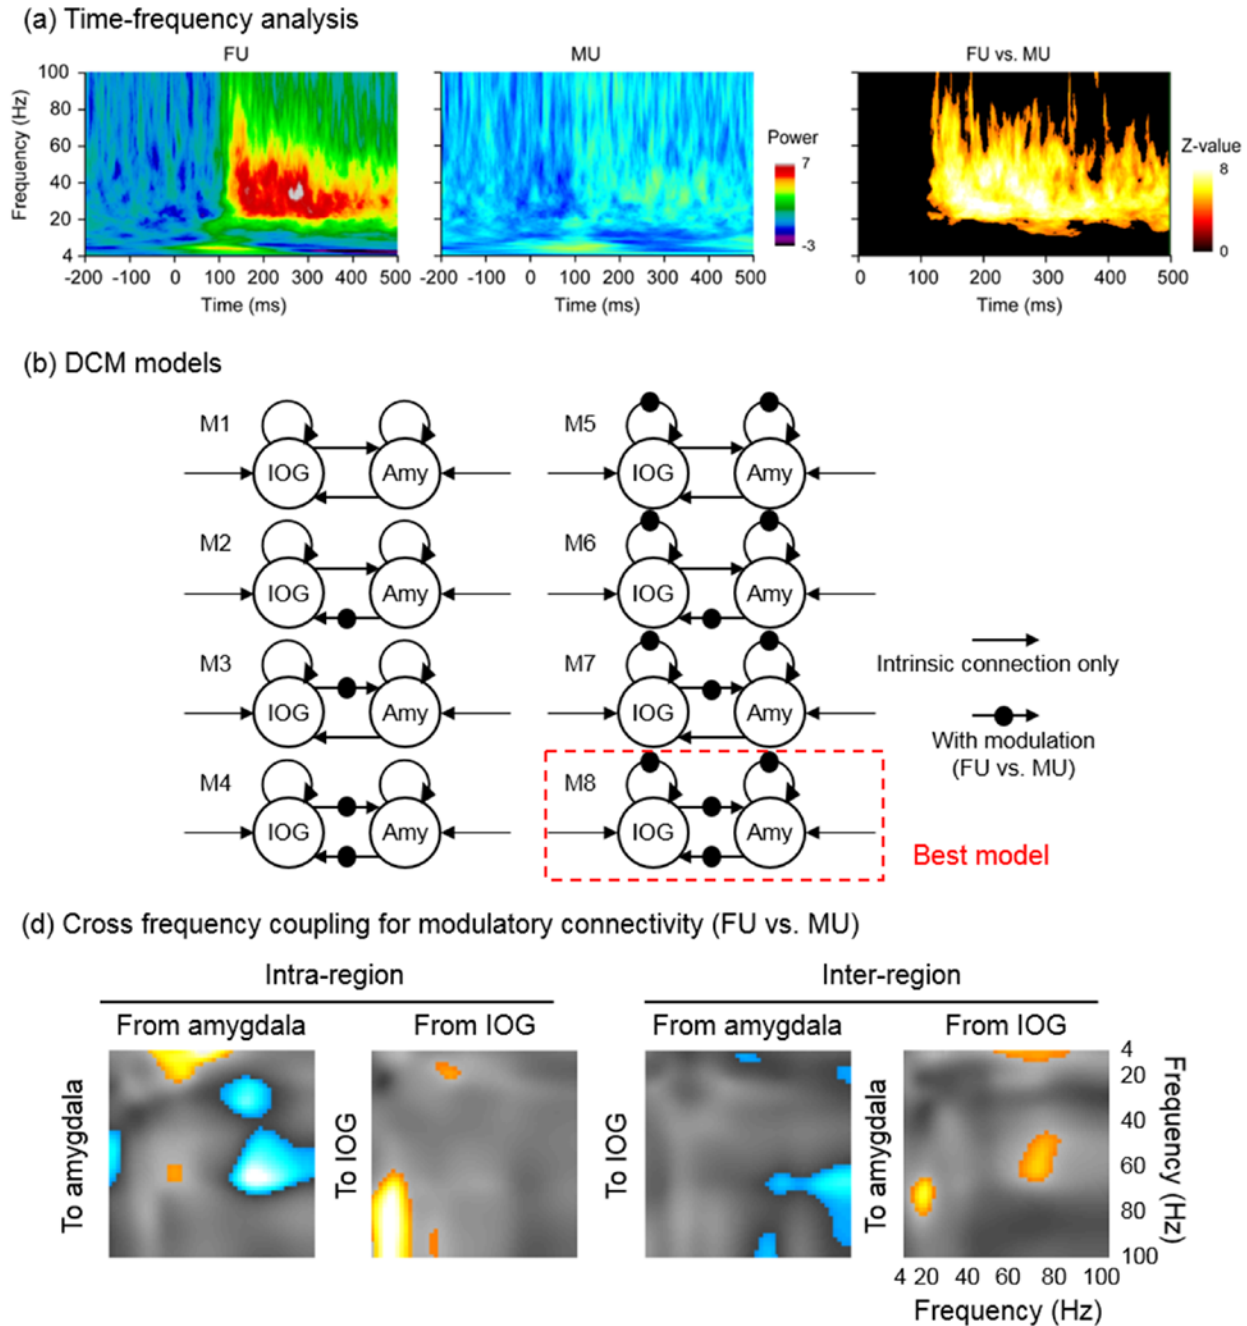 (a) Time-frequency analysis
FU
MU
FU vs. MU
100
80
60
40
20
4
Frequency (Hz)
-200 -100 0 100 200 300 400 500
Time (ms)
-200 -100 0 100 200 300 400 500
Time (ms)
Power
7
-3
0 100 200 300 400 500
Time (ms)
Z-value
8
0
(b) DCM models
M1
IOG
Amy
M5
IOG
Amy
M2
IOG
Amy
M6
IOG
Amy
M3
IOG
Amy
M7
IOG
Amy
Intrinsic connection only
With modulation
(FU vs. MU)
M4
IOG
Amy
M8
IOG
Amy
Best model
(d) Cross frequency coupling for modulatory connectivity (FU vs. MU)
Intra-region
Inter-region
From amygdala
From IOG
From amygdala
From IOG
To amygdala
To IOG
To IOG
To amygdala
4
20
40
60
80
100
Frequency (Hz)
4 20 40 60 80 100
Frequency (Hz)